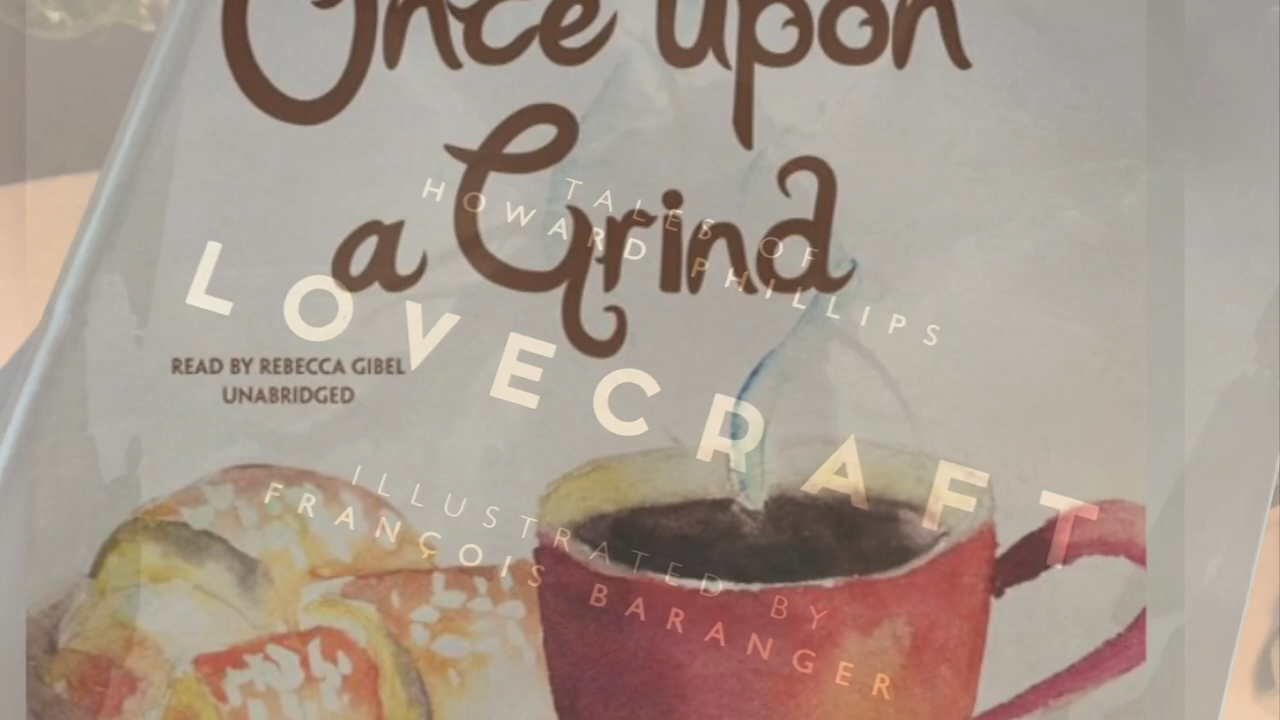 Once upon
a Grind
READ BY REBECCA GIBEL
UNABRIDGED
TALES OF
HOWARD PHILLIPS
LOVECRAFT
ILLUSTRATED BY
FRANÇOIS BARANGER